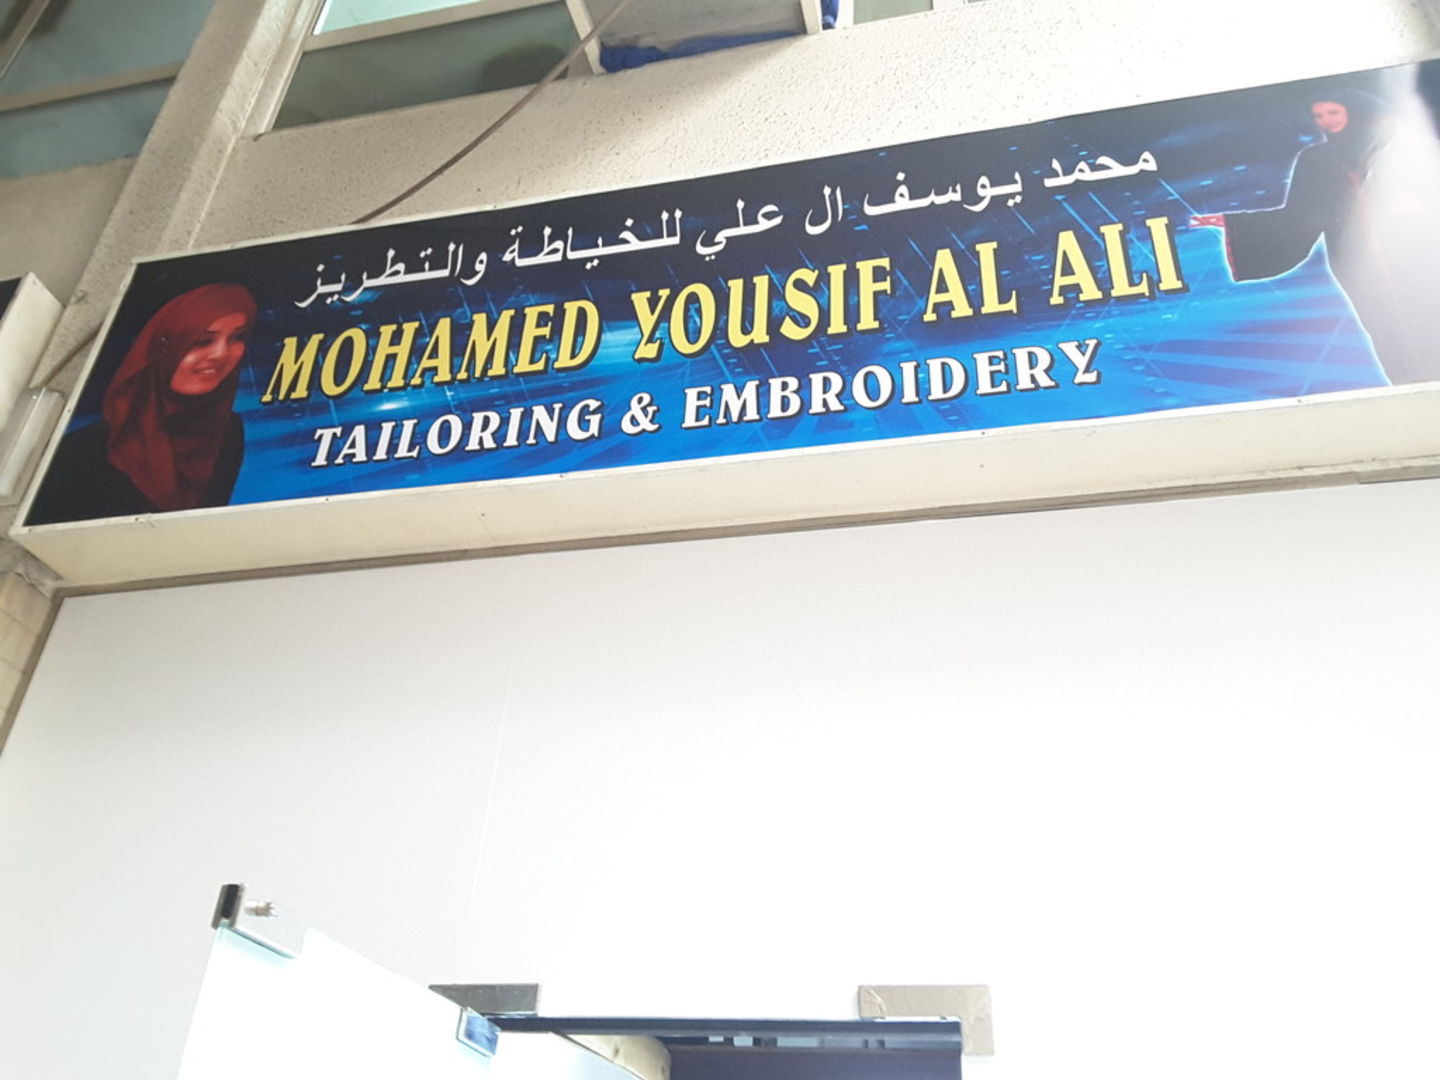 محمد يوسف ال علي للخياطة والتطريز
MOHAMED YOUSIF AL ALI
TAILORING & EMBROIDERY